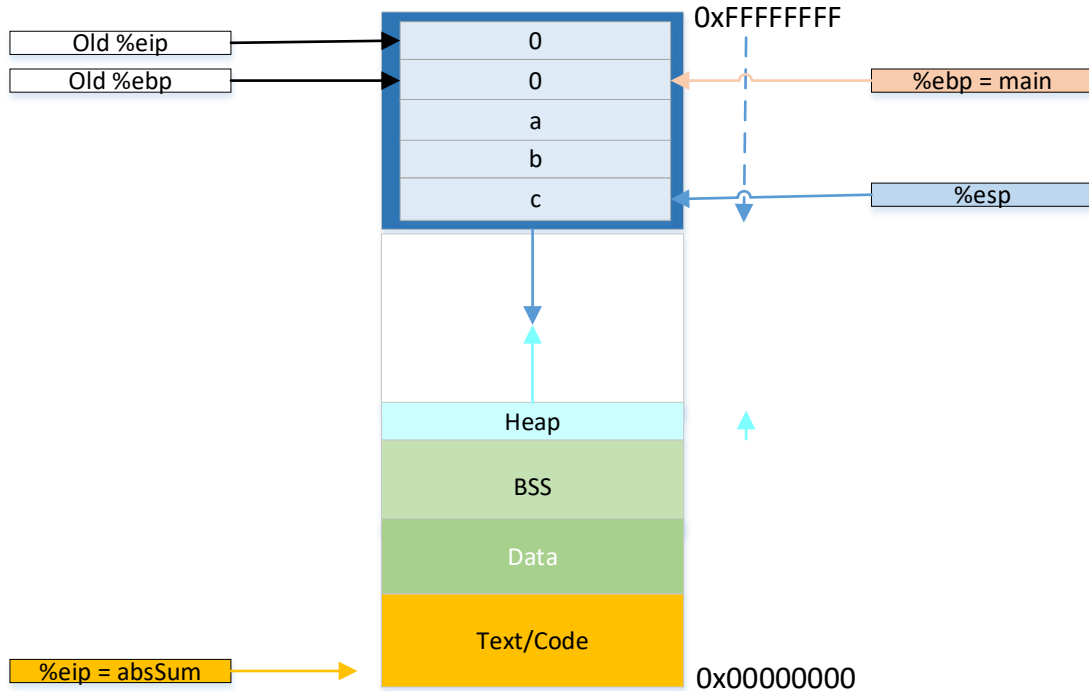 0xFFFFFFFF
Old %eip
0
Old %ebp
0
%ebp = main
a
b
c
%esp
Heap
BSS
Data
Text/Code
%eip = absSum
0x00000000